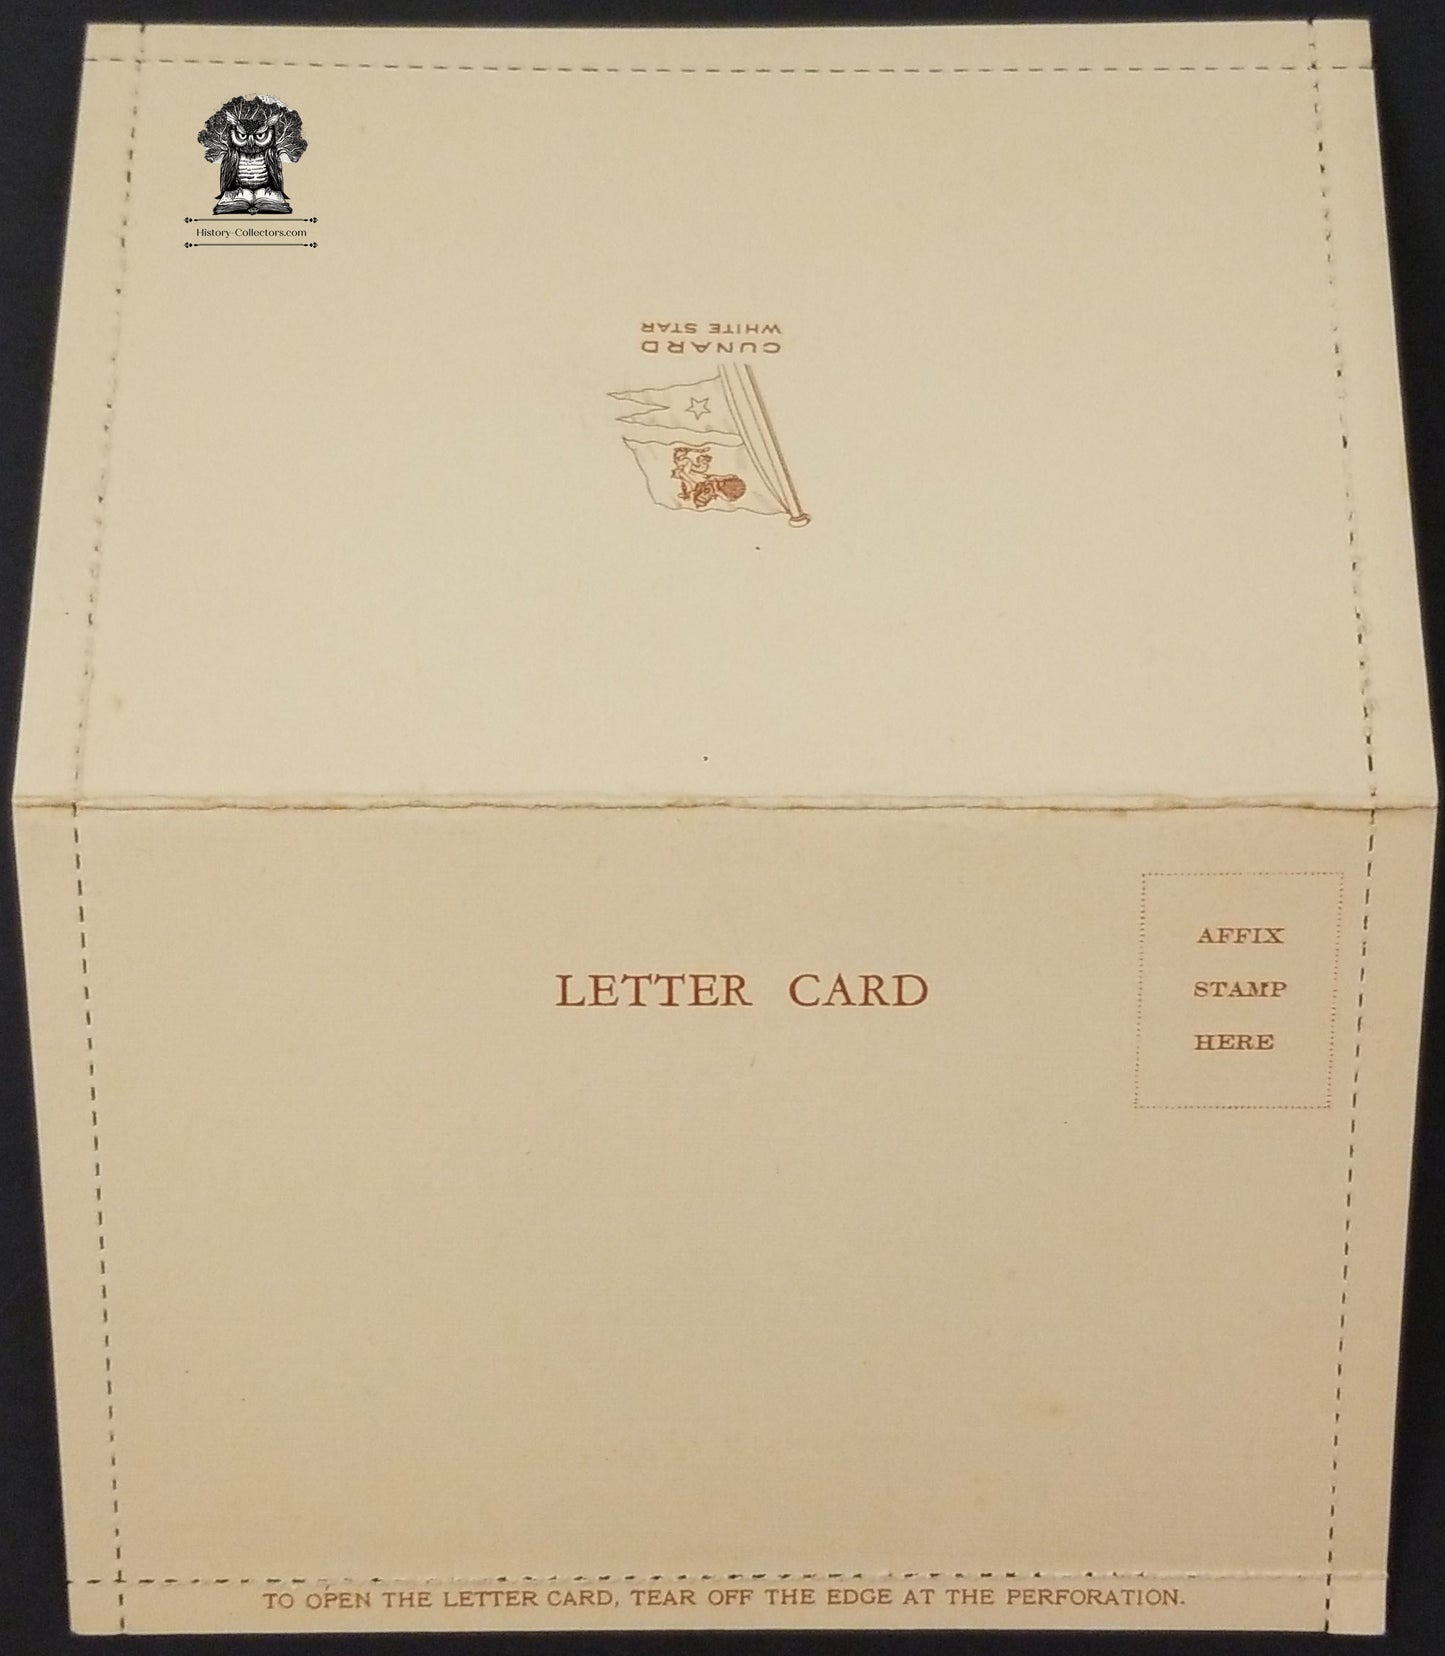 History-Collectors.com
CUNARD
WHITE STAR
LETTER CARD
AFFIX
STAMP
HERE
TO OPEN THE LETTER CARD, TEAR OFF THE EDGE AT THE PERFORATION.